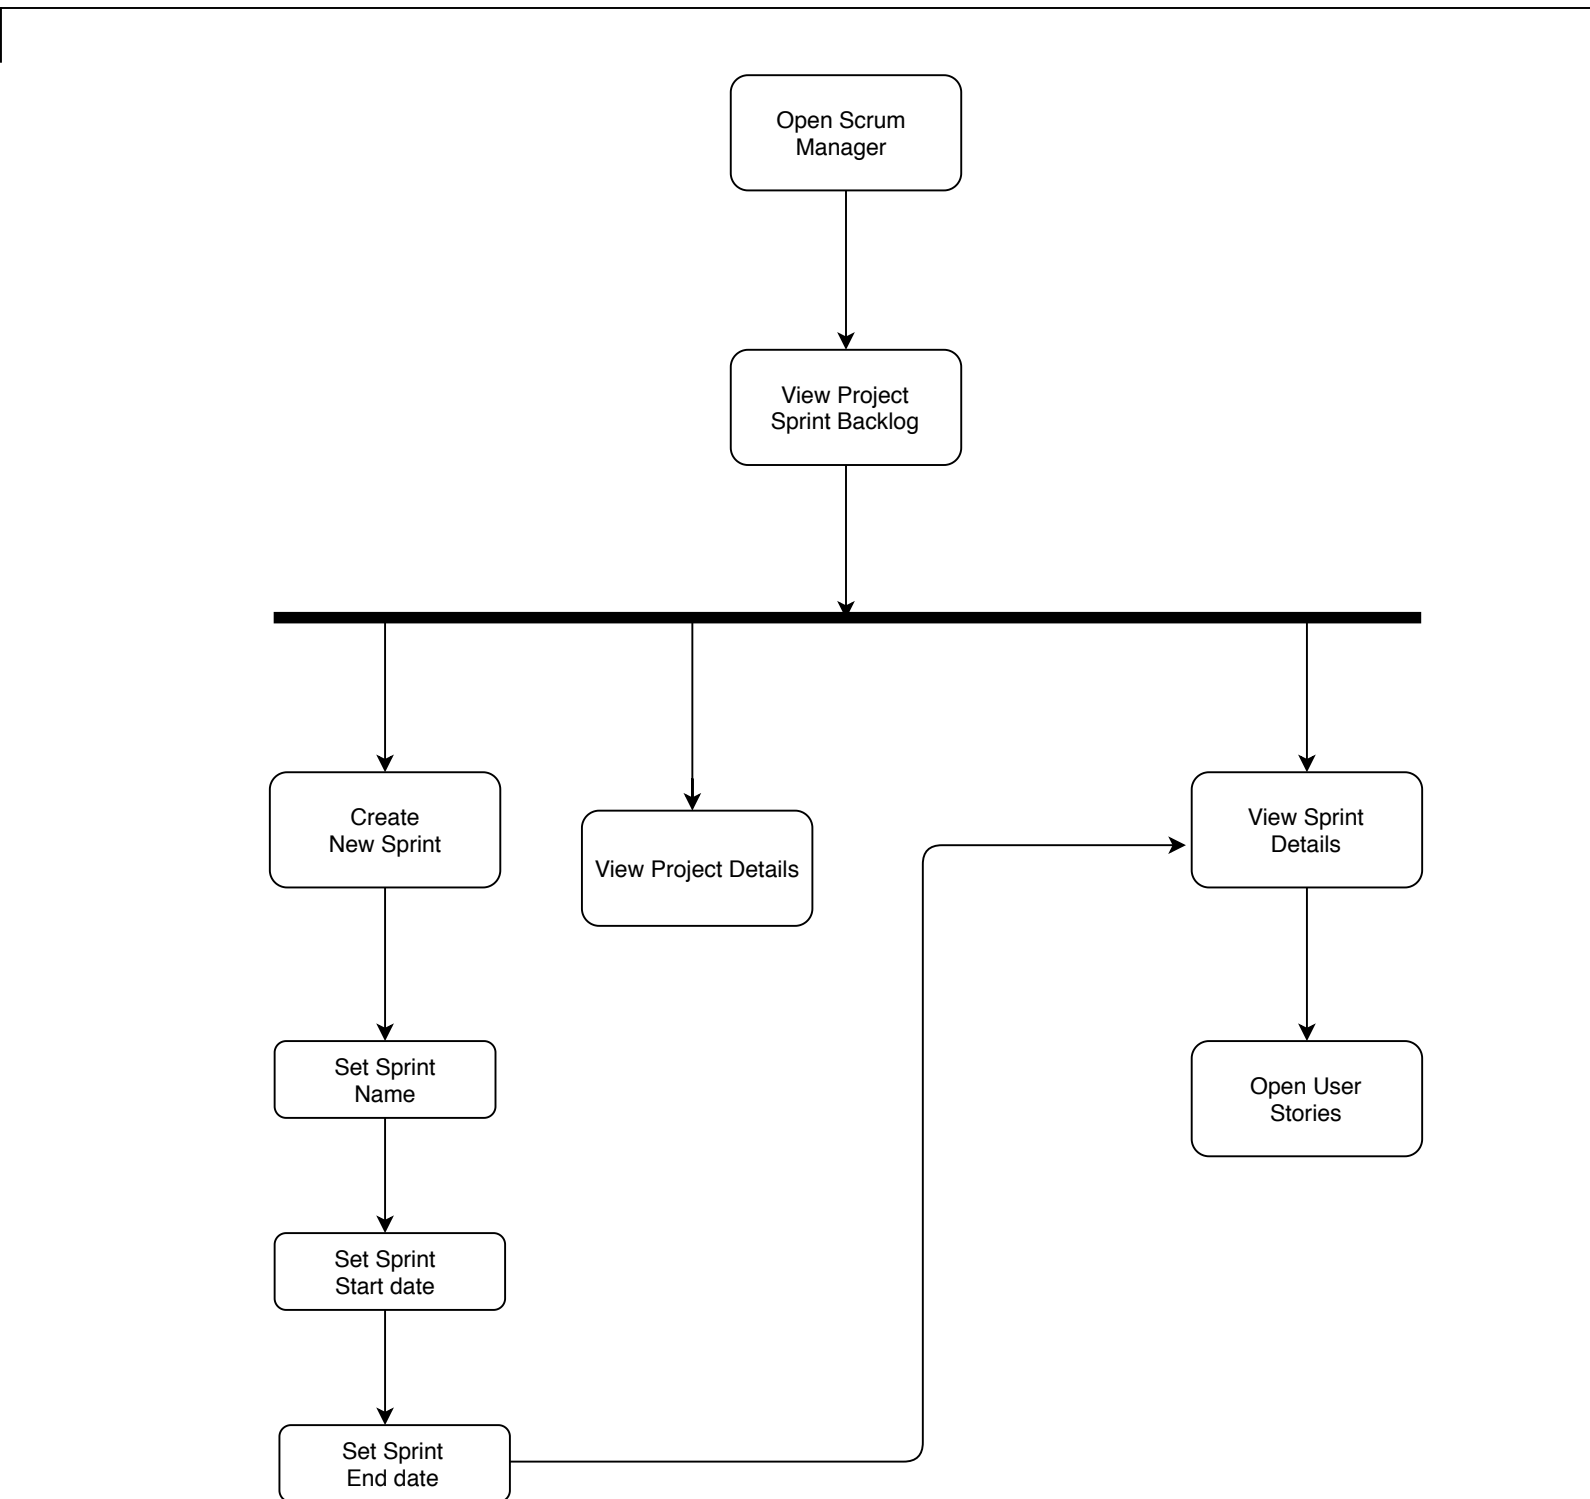 Open Scrum
Manager
View Project
Sprint Backlog
Create
New Sprint
View Project Details
View Sprint
Details
Set Sprint
Name
Open User
Stories
Set Sprint
Start date
Set Sprint
End date